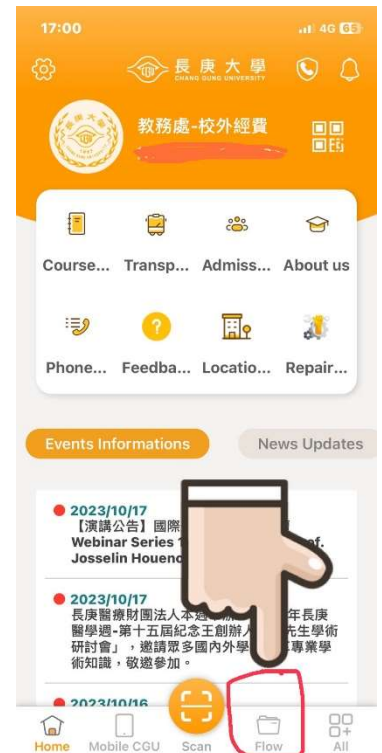 17:00
4G 65
長庚大學
CHANG GUNG UNIVERSITY
教務處-校外經費
Course...
Transp...
Admiss...
About us
Phone...
Feedba...
Locatio...
Repair...
Events Informations
News Updates
2023/10/17
【演講公告】國際
Webinar Series
Josselin Houeno
2023/10/17
長庚醫療財團法人本週 年長庚
醫學週-第十五屆紀念王創辦人 先生學術
研討會」，邀請眾多國內外學 專業學
術知識，敬邀參加。
2023/10/16
Home
Mobile CGU
Scan
Flow
All